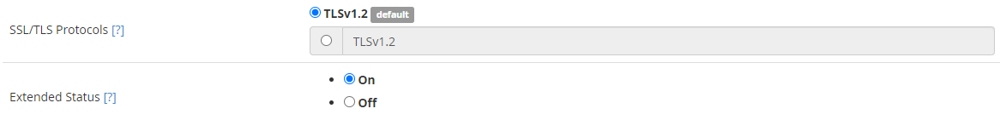 TLSv1.2 default
SSL/TLS Protocols [?]
TLSv1.2
On
Extended Status [?]
Off